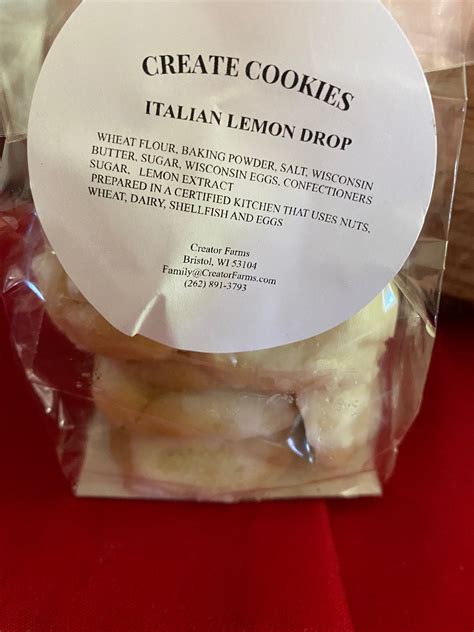 CREATE COOKIES
ITALIAN LEMON DROP
WHEAT FLOUR, BAKING POWDER, SALT, WISCONSIN
BUTTER, SUGAR, WISCONSIN EGGS, CONFECTIONERS
SUGAR, LEMON EXTRACT
PREPARED IN A CERTIFIED KITCHEN THAT USES NUTS,
WHEAT, DAIRY, SHELLFISH AND EGGS
Creator Farms
Bristol, WI 53104
Family@CreatorFarms.com
(262) 891-3793